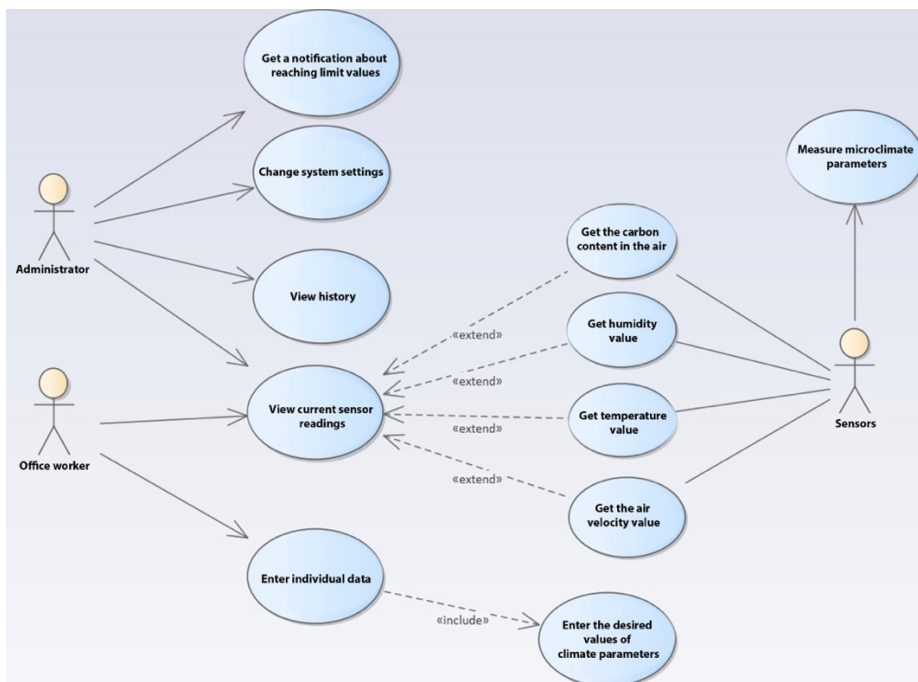 Get a notification about
reaching limit values
Measure microclimate
parameters
Change system settings
Administrator
Get the carbon
content in the air
View history
«extend»
Get humidity
value
«extend»
View current sensor
readings
Get temperature
value
Sensors
«extend»
Office worker
«extend»
Get the air
velocity value
Enter individual data
«include»
Enter the desired
values of
climate parameters